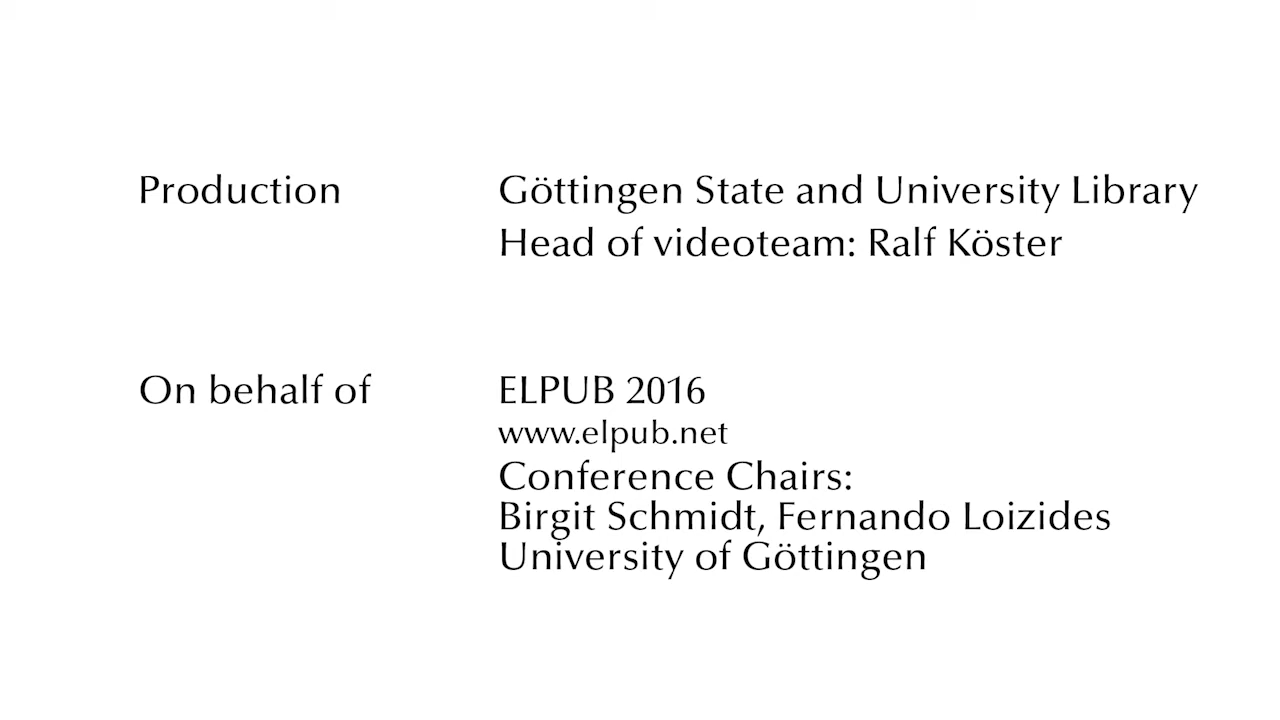 Production
Göttingen State and University Library
Head of videoteam: Ralf Köster
On behalf of
ELPUB 2016
www.elpub.net
Conference Chairs:
Birgit Schmidt, Fernando Loizides
University of Göttingen